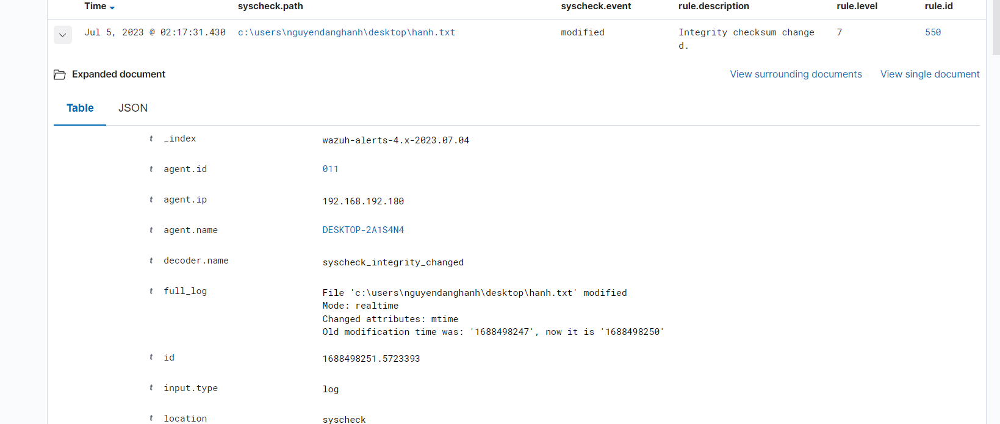 Time syscheck.path syscheck.event rule.description rule.level rule.id
Jul 5, 2023 @ 02:17:31.430 c:\users\nguyendanghanh\desktop\hanh.txt modified Integrity checksum change 7 550
d.
Expanded document View surrounding documents View single document
Table JSON
t _index wazuh-alerts-4.x-2023.07.04
t agent.id 011
t agent.ip 192.168.192.180
t agent.name DESKTOP-2A1S4N4
t decoder.name syscheck_integrity_changed
t full_log File 'c:\users\nguyendanghanh\desktop\hanh.txt' modified
Mode: realtime
Changed attributes: mtime
Old modification time was: '1688498247', now it is '1688498250'
t id 1688498251.5723393
t input.type log
t location syscheck